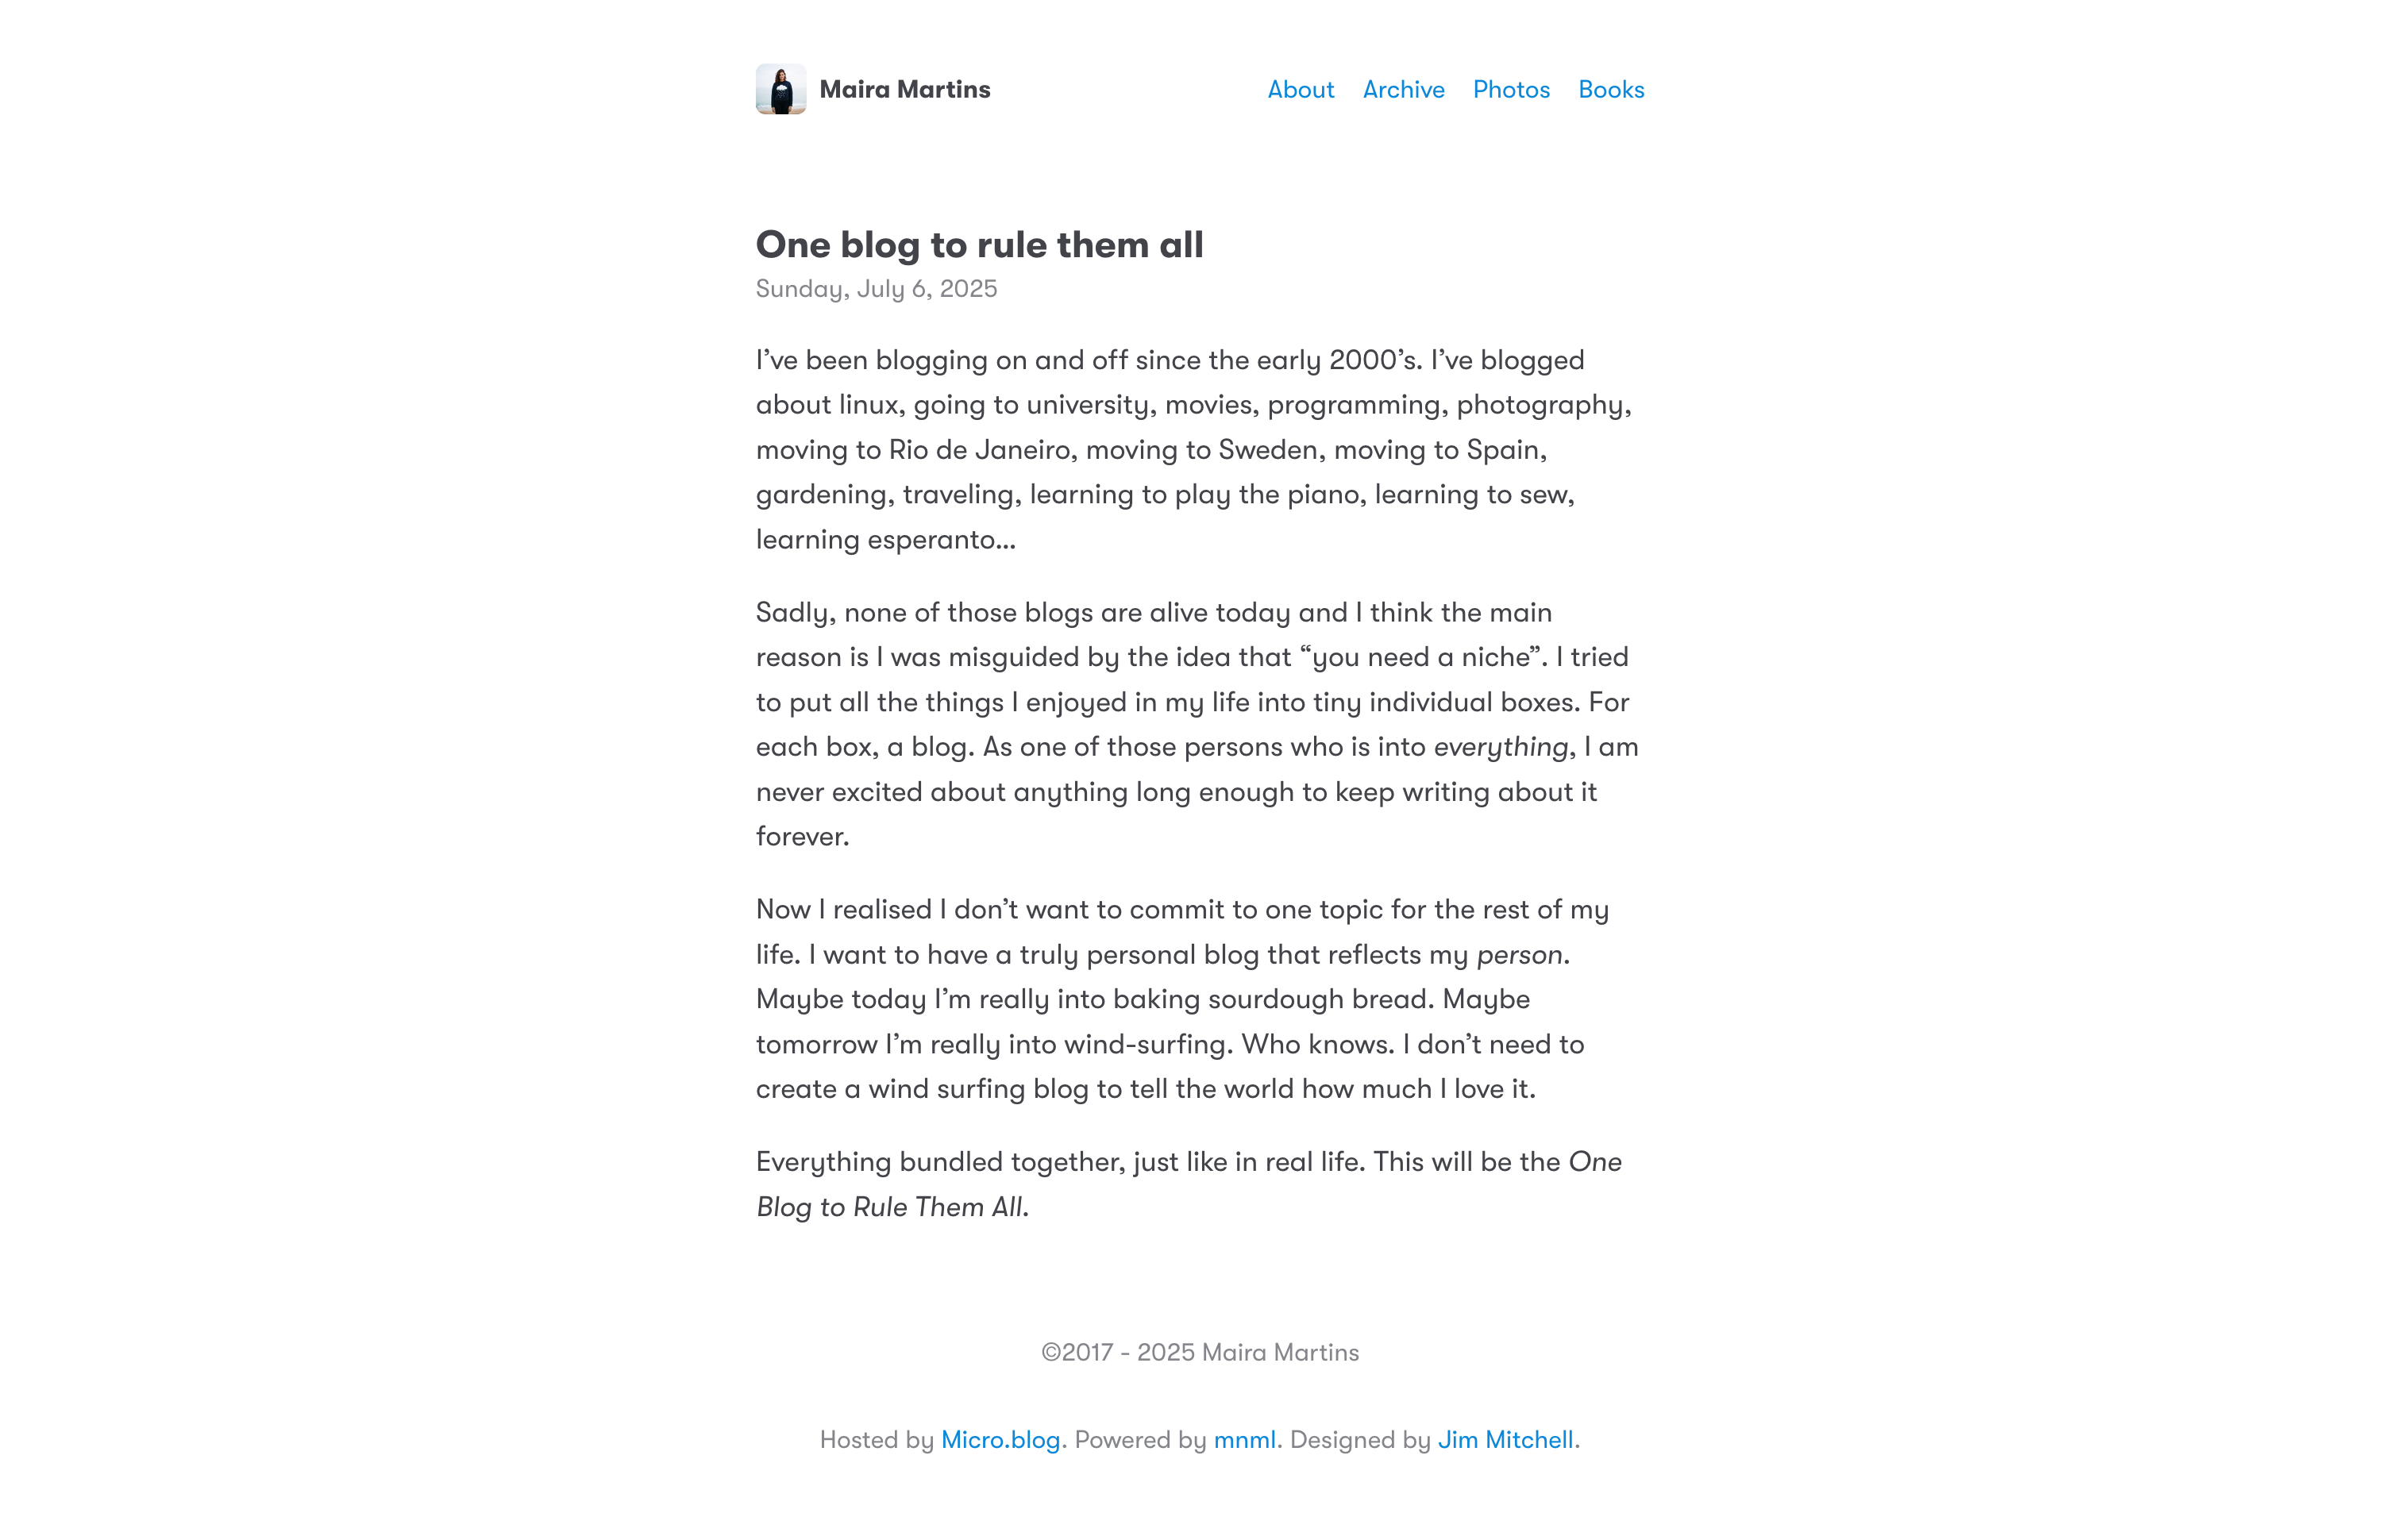 Maira Martins
About Archive Photos Books
One blog to rule them all
Sunday, July 6, 2025
I’ve been blogging on and off since the early 2000’s. I’ve blogged
about linux, going to university, movies, programming, photography,
moving to Rio de Janeiro, moving to Sweden, moving to Spain,
gardening, traveling, learning to play the piano, learning to sew,
learning esperanto…
Sadly, none of those blogs are alive today and I think the main
reason is I was misguided by the idea that “you need a niche”. I tried
to put all the things I enjoyed in my life into tiny individual boxes. For
each box, a blog. As one of those persons who is into everything, I am
never excited about anything long enough to keep writing about it
forever.
Now I realised I don’t want to commit to one topic for the rest of my
life. I want to have a truly personal blog that reflects my person.
Maybe today I’m really into baking sourdough bread. Maybe
tomorrow I’m really into wind-surfing. Who knows. I don’t need to
create a wind surfing blog to tell the world how much I love it.
Everything bundled together, just like in real life. This will be the One
Blog to Rule Them All.
©2017 - 2025 Maira Martins
Hosted by Micro.blog. Powered by mnml. Designed by Jim Mitchell.